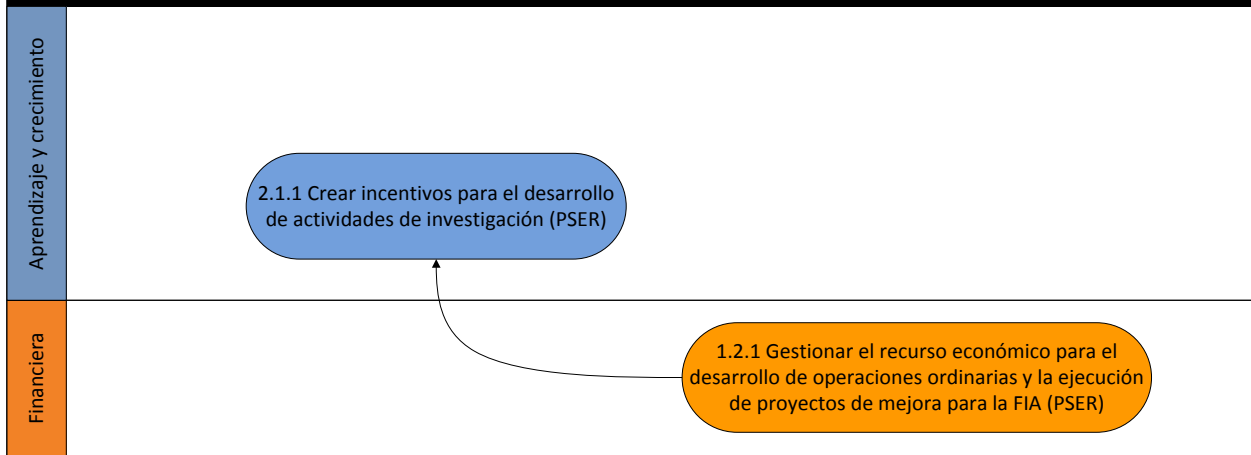 Aprendizaje y crecimiento
2.1.1 Crear incentivos para el desarrollo
de actividades de investigación (PSER)
Financiera
1.2.1 Gestionar el recurso económico para el
desarrollo de operaciones ordinarias y la ejecución
de proyectos de mejora para la FIA (PSER)